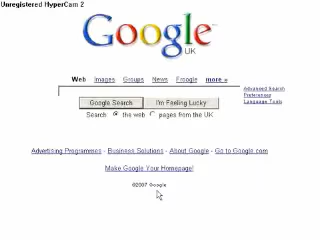 Unregistered HyperCam 2
Google
UK
Web Images Groups News Froogle more »
Advanced Search
Preferences
Language Tools
Google Search I'm Feeling Lucky
Search: the web pages from the UK
Advertising Programmes - Business Solutions - About Google - Go to Google.com
Make Google Your Homepage!
©2007 Google